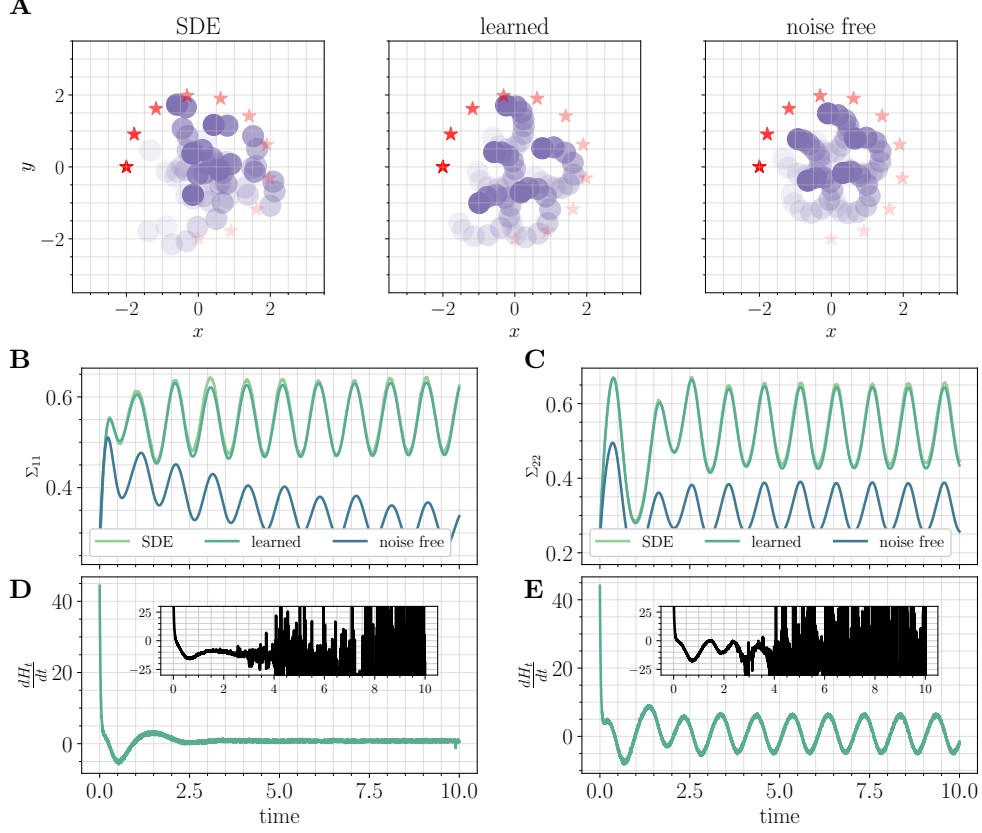 A
SDE
learned
noise free
y
2
0
−2
−2 0 2
x
−2 0 2
x
−2 0 2
x
B
C
Σ11
0.6
0.4
SDE learned noise free
Σ22
0.6
0.4
0.2
SDE learned noise free
D
E
dHt
dt
40
20
0
25
0
−25
0 2 4 6 8 10
0.0 2.5 5.0 7.5 10.0
time
dHt
dt
40
20
0
25
0
−25
0 2 4 6 8 10
0.0 2.5 5.0 7.5 10.0
time